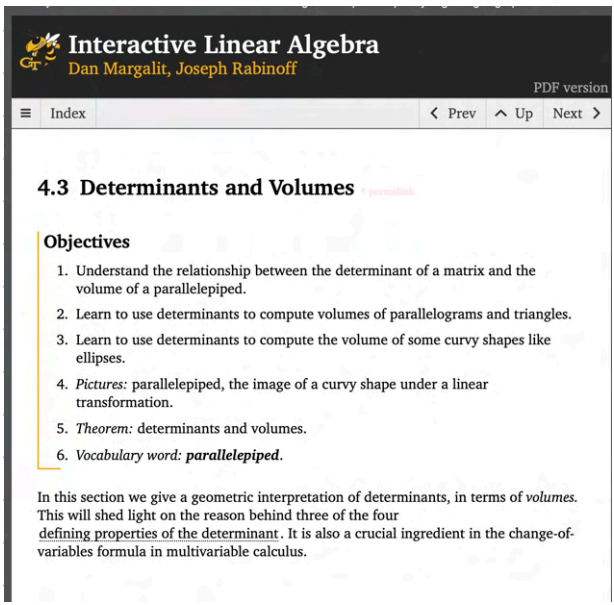 Interactive Linear Algebra
Dan Margalit, Joseph Rabinoff
PDF version
≡ Index
Prev
Up
Next
4.3 Determinants and Volumes ¶ permalink
Objectives
1. Understand the relationship between the determinant of a matrix and the
volume of a parallelepiped.
2. Learn to use determinants to compute volumes of parallelograms and triangles.
3. Learn to use determinants to compute the volume of some curvy shapes like
ellipses.
4. Pictures: parallelepiped, the image of a curvy shape under a linear
transformation.
5. Theorem: determinants and volumes.
6. Vocabulary word: parallelepiped.
In this section we give a geometric interpretation of determinants, in terms of volumes.
This will shed light on the reason behind three of the four
defining properties of the determinant. It is also a crucial ingredient in the change-of-
variables formula in multivariable calculus.